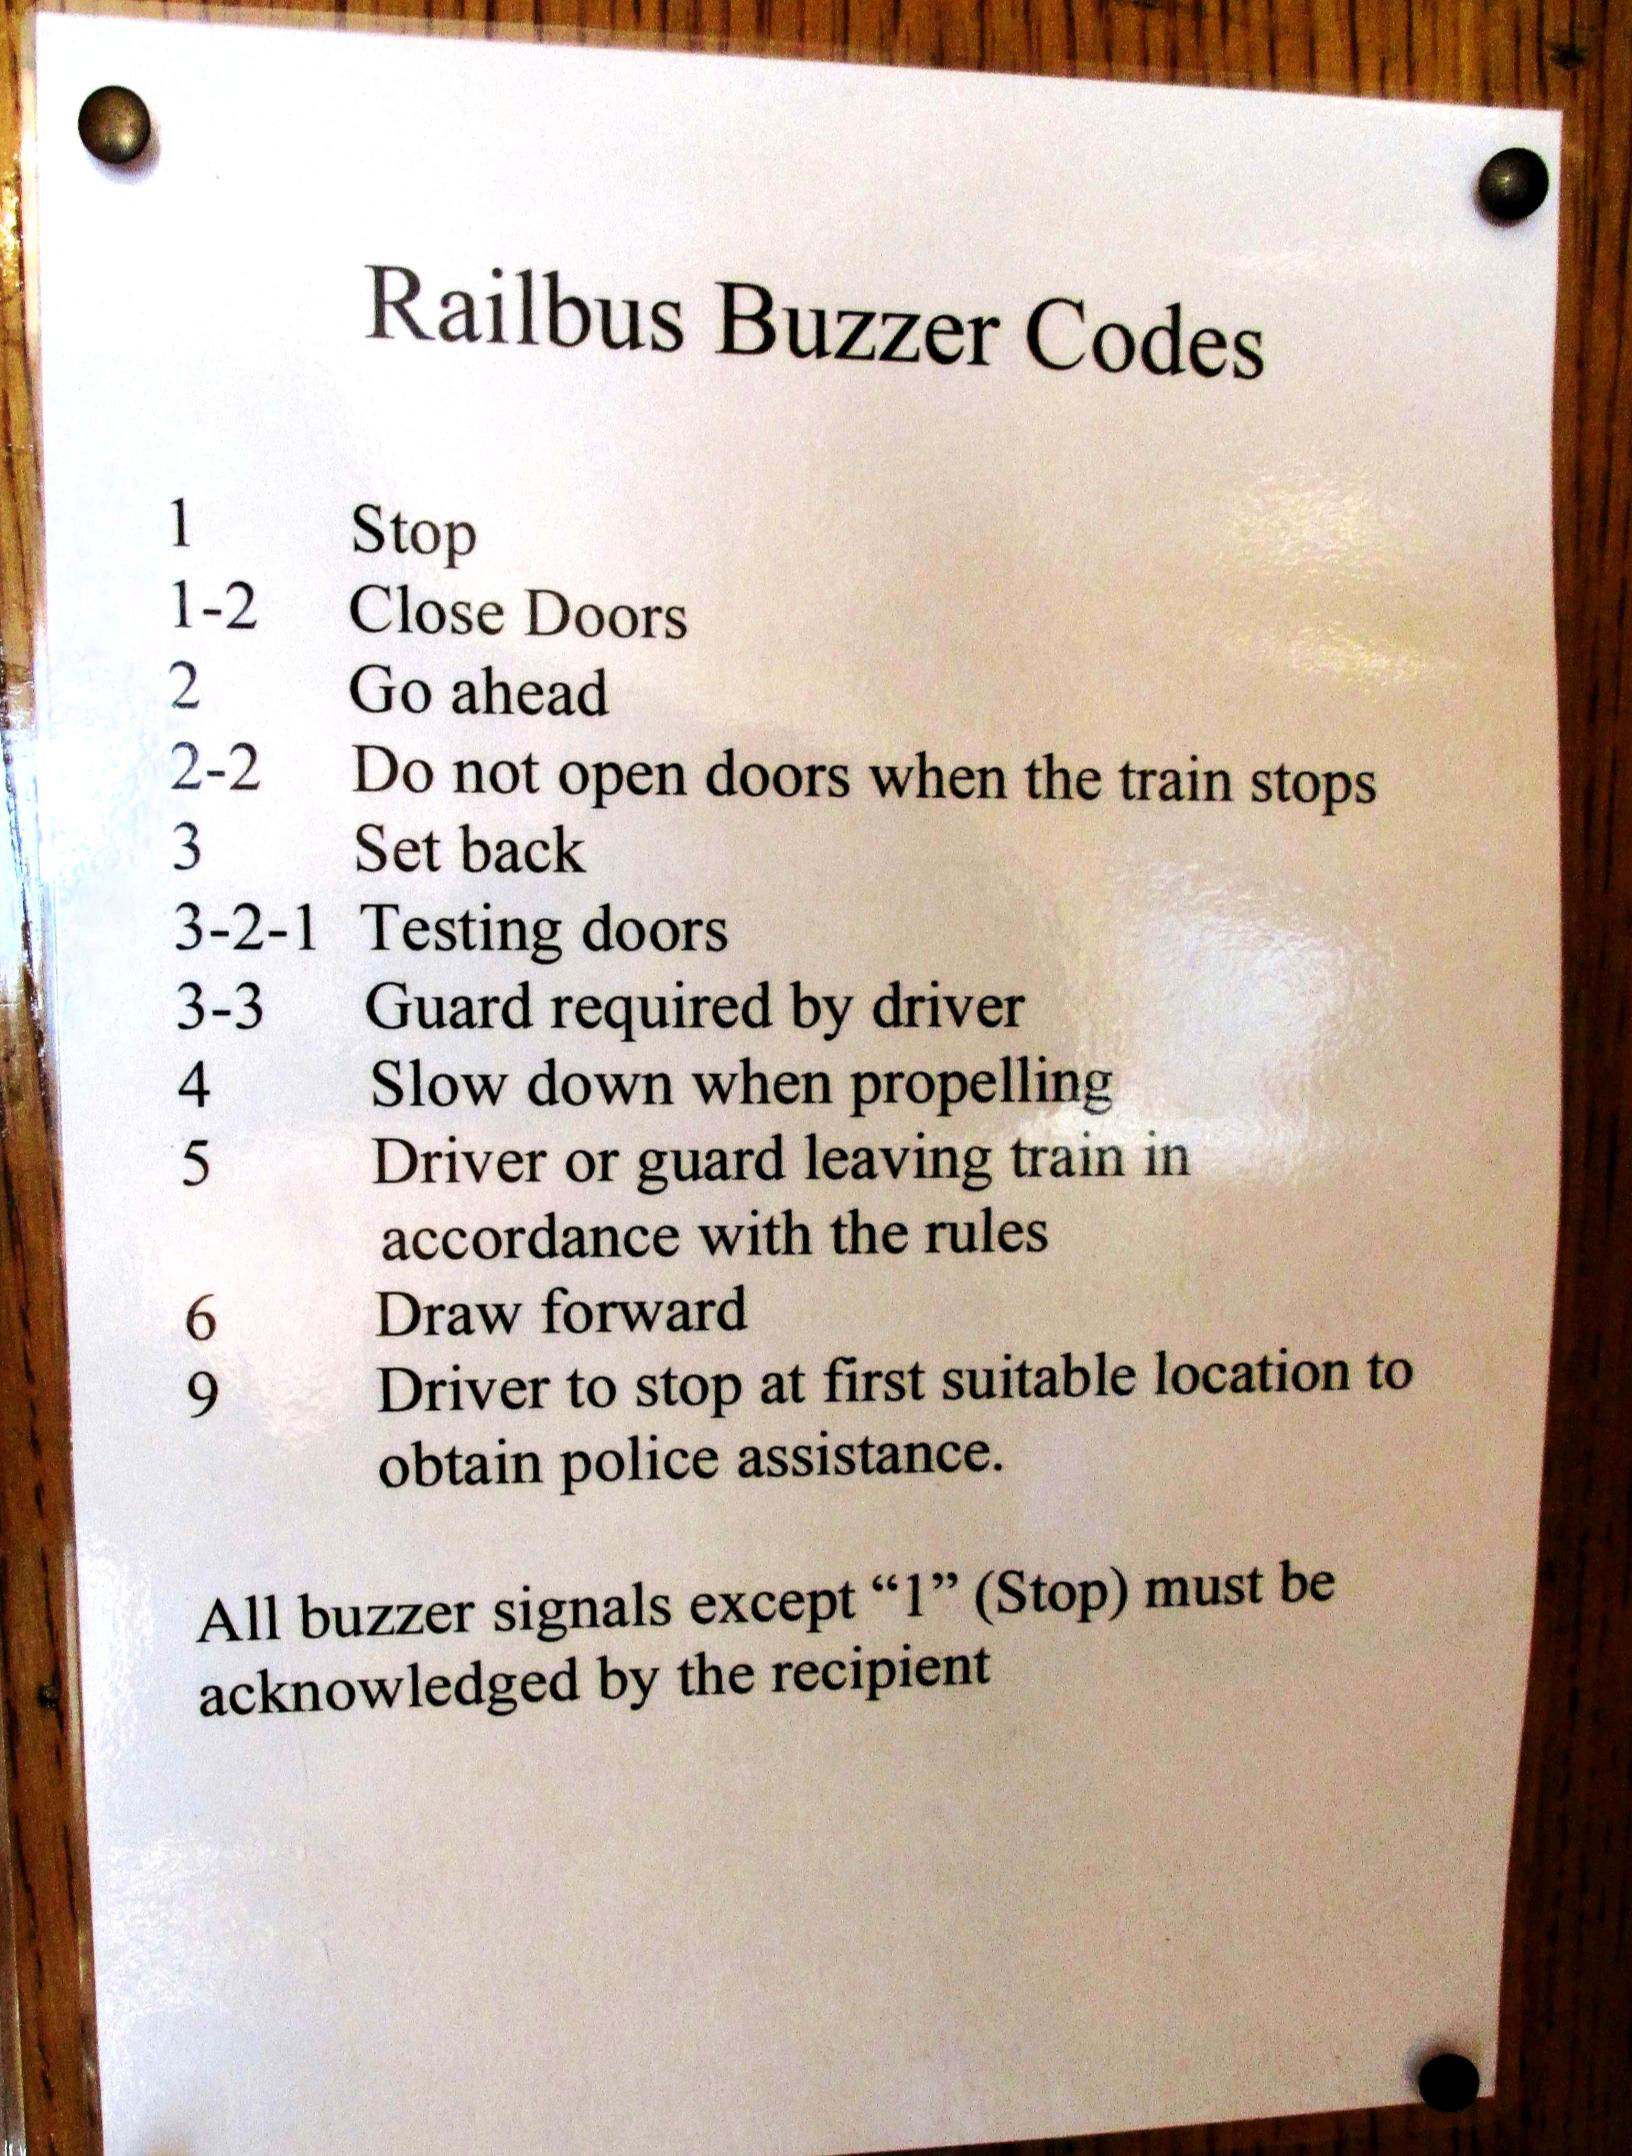 Railbus Buzzer Codes
1 Stop
1-2 Close Doors
2 Go ahead
2-2 Do not open doors when the train stops
3 Set back
3-2-1 Testing doors
3-3 Guard required by driver
4 Slow down when propelling
5 Driver or guard leaving train in
accordance with the rules
6 Draw forward
9 Driver to stop at first suitable location to
obtain police assistance.
All buzzer signals except “1” (Stop) must be
acknowledged by the recipient